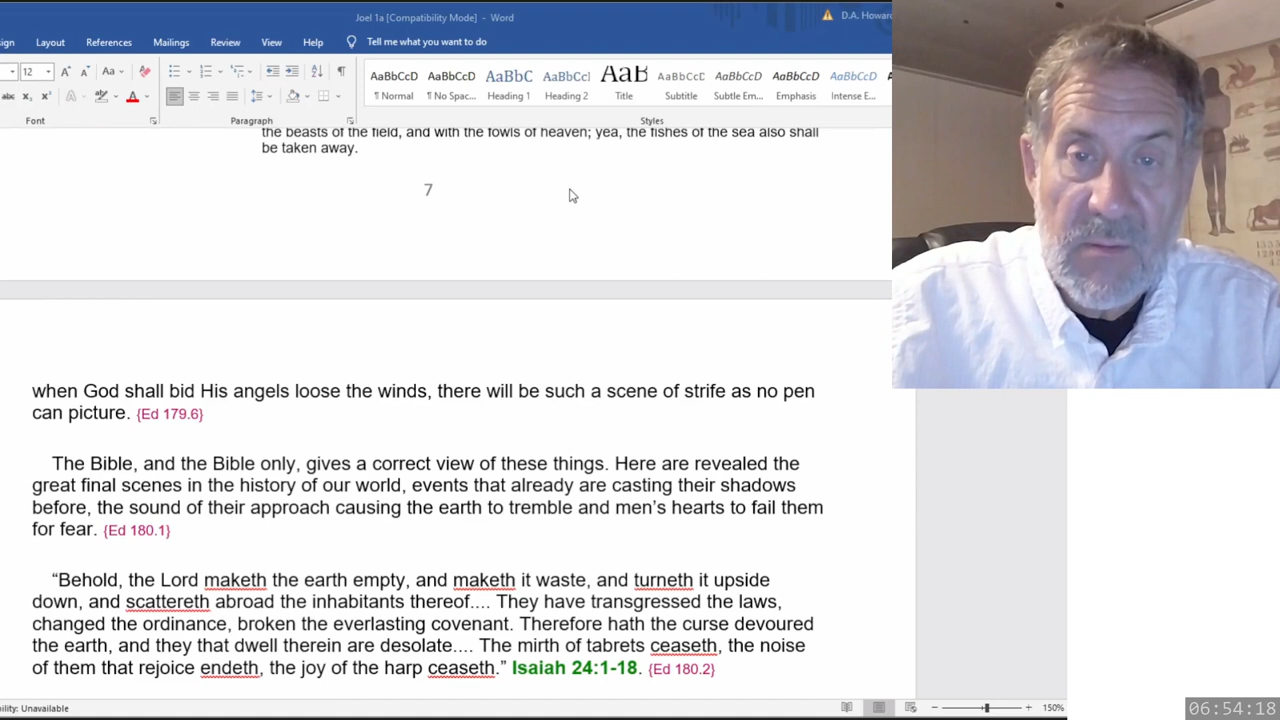 Joel 1a [Compatibility Mode] - Word
D.A. Howard
Layout References Mailings Review View Help Tell me what you want to do
12 Aa
AaBbCcD AaBbCcD AaBbC AaBbCcI AaB AaBbCcD AaBbCcD AaBbCcD AaBbCcD
¶ Normal ¶ No Spac... Heading 1 Heading 2 Title Subtitle Subtle Em... Emphasis Intense E...
Font Paragraph Styles
the beasts of the field, and with the fowls of heaven; yea, the fishes of the sea also shall
be taken away.
7
when God shall bid His angels loose the winds, there will be such a scene of strife as no pen
can picture. {Ed 179.6}
The Bible, and the Bible only, gives a correct view of these things. Here are revealed the
great final scenes in the history of our world, events that already are casting their shadows
before, the sound of their approach causing the earth to tremble and men’s hearts to fail them
for fear. {Ed 180.1}
“Behold, the Lord maketh the earth empty, and maketh it waste, and turneth it upside
down, and scattereth abroad the inhabitants thereof.... They have transgressed the laws,
changed the ordinance, broken the everlasting covenant. Therefore hath the curse devoured
the earth, and they that dwell therein are desolate.... The mirth of tabrets ceaseth, the noise
of them that rejoice endeth, the joy of the harp ceaseth.” Isaiah 24:1-18. {Ed 180.2}
Unavailable
150%
06:54:18